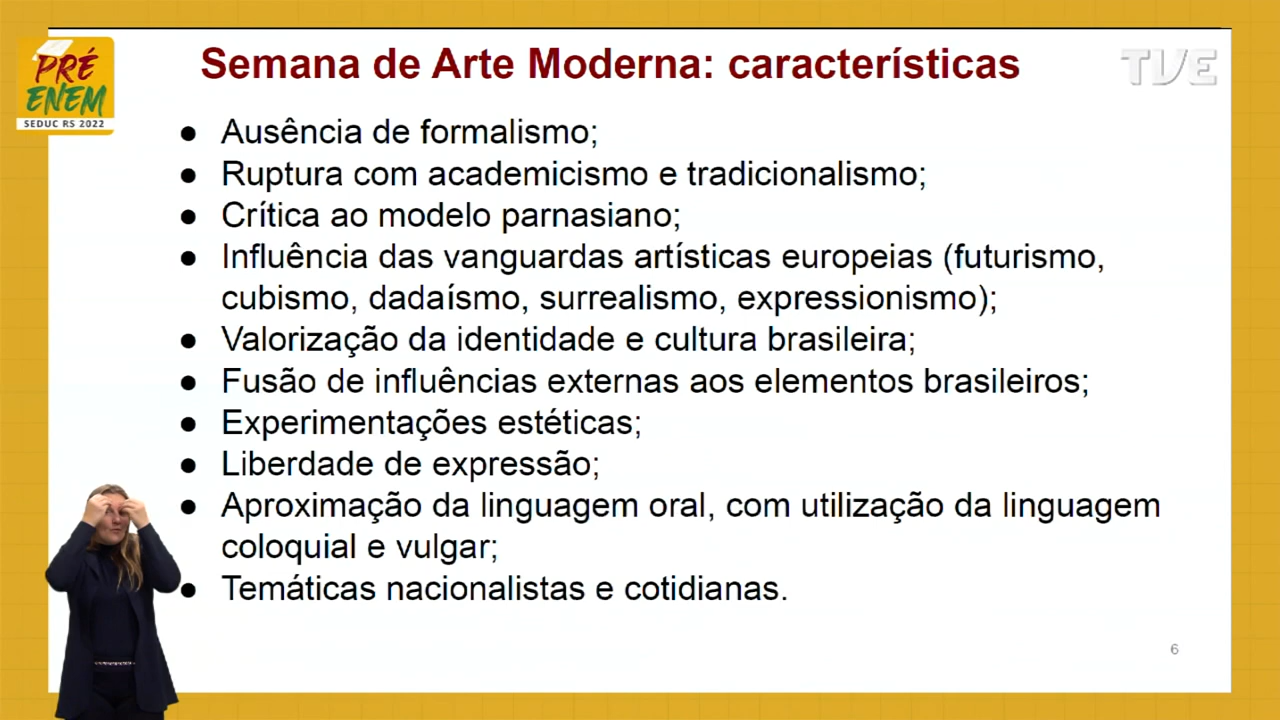 PRÉ
ENEM
SEDUC RS 2022
Semana de Arte Moderna: características
TVE
● Ausência de formalismo;
● Ruptura com academicismo e tradicionalismo;
● Crítica ao modelo parnasiano;
● Influência das vanguardas artísticas europeias (futurismo,
cubismo, dadaísmo, surrealismo, expressionismo);
● Valorização da identidade e cultura brasileira;
● Fusão de influências externas aos elementos brasileiros;
● Experimentações estéticas;
● Liberdade de expressão;
● Aproximação da linguagem oral, com utilização da linguagem
coloquial e vulgar;
● Temáticas nacionalistas e cotidianas.
6